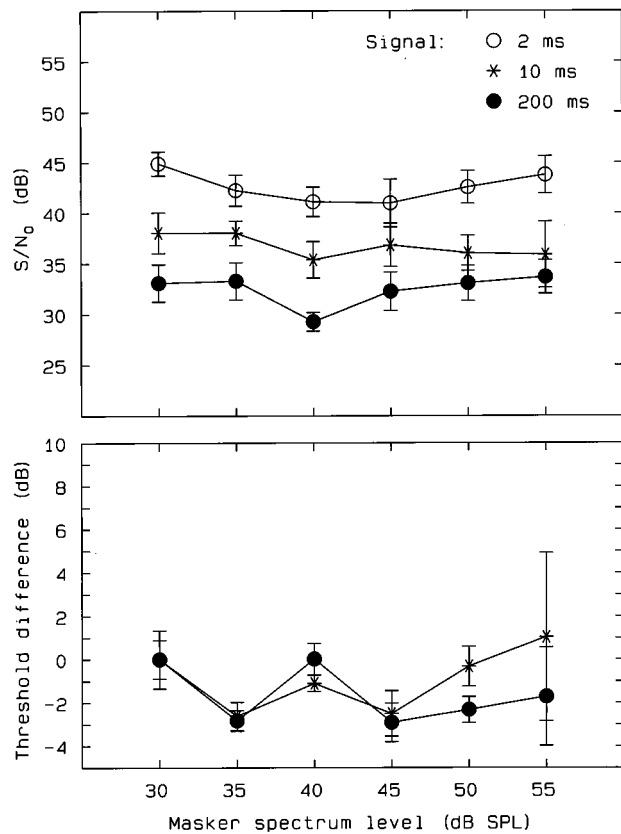 Signal: ○ 2 ms
∗ 10 ms
● 200 ms
55
50
45
40
35
30
25
S/N0 (dB)
10
8
6
4
2
0
-2
-4
Threshold difference (dB)
30 35 40 45 50 55
Masker spectrum level (dB SPL)